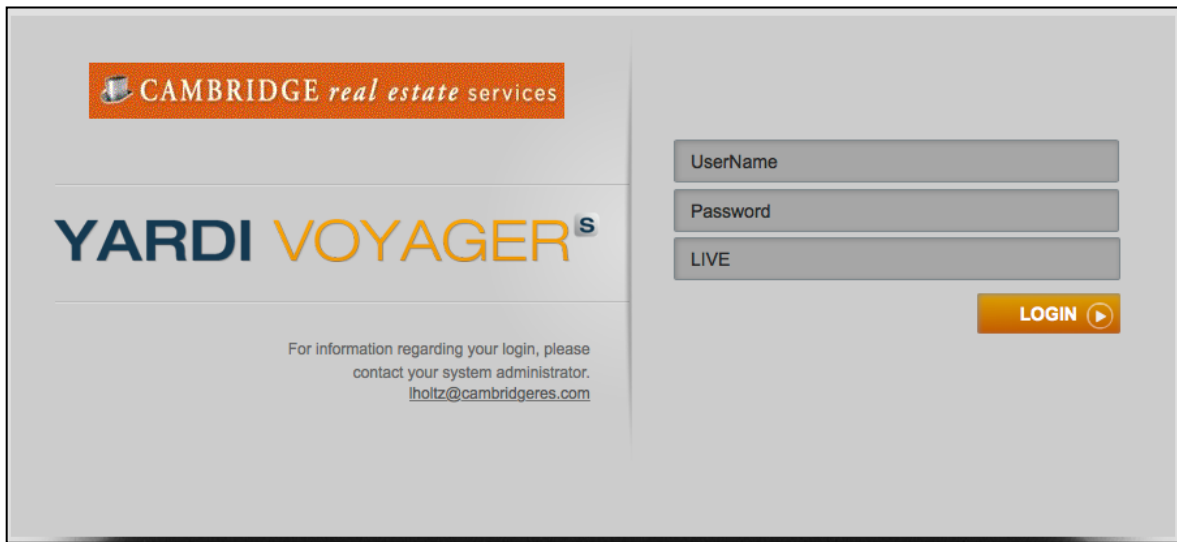 CAMBRIDGE real estate services
YARDI VOYAGER S
For information regarding your login, please
contact your system administrator.
lholtz@cambridgeres.com
UserName
Password
LIVE
LOGIN